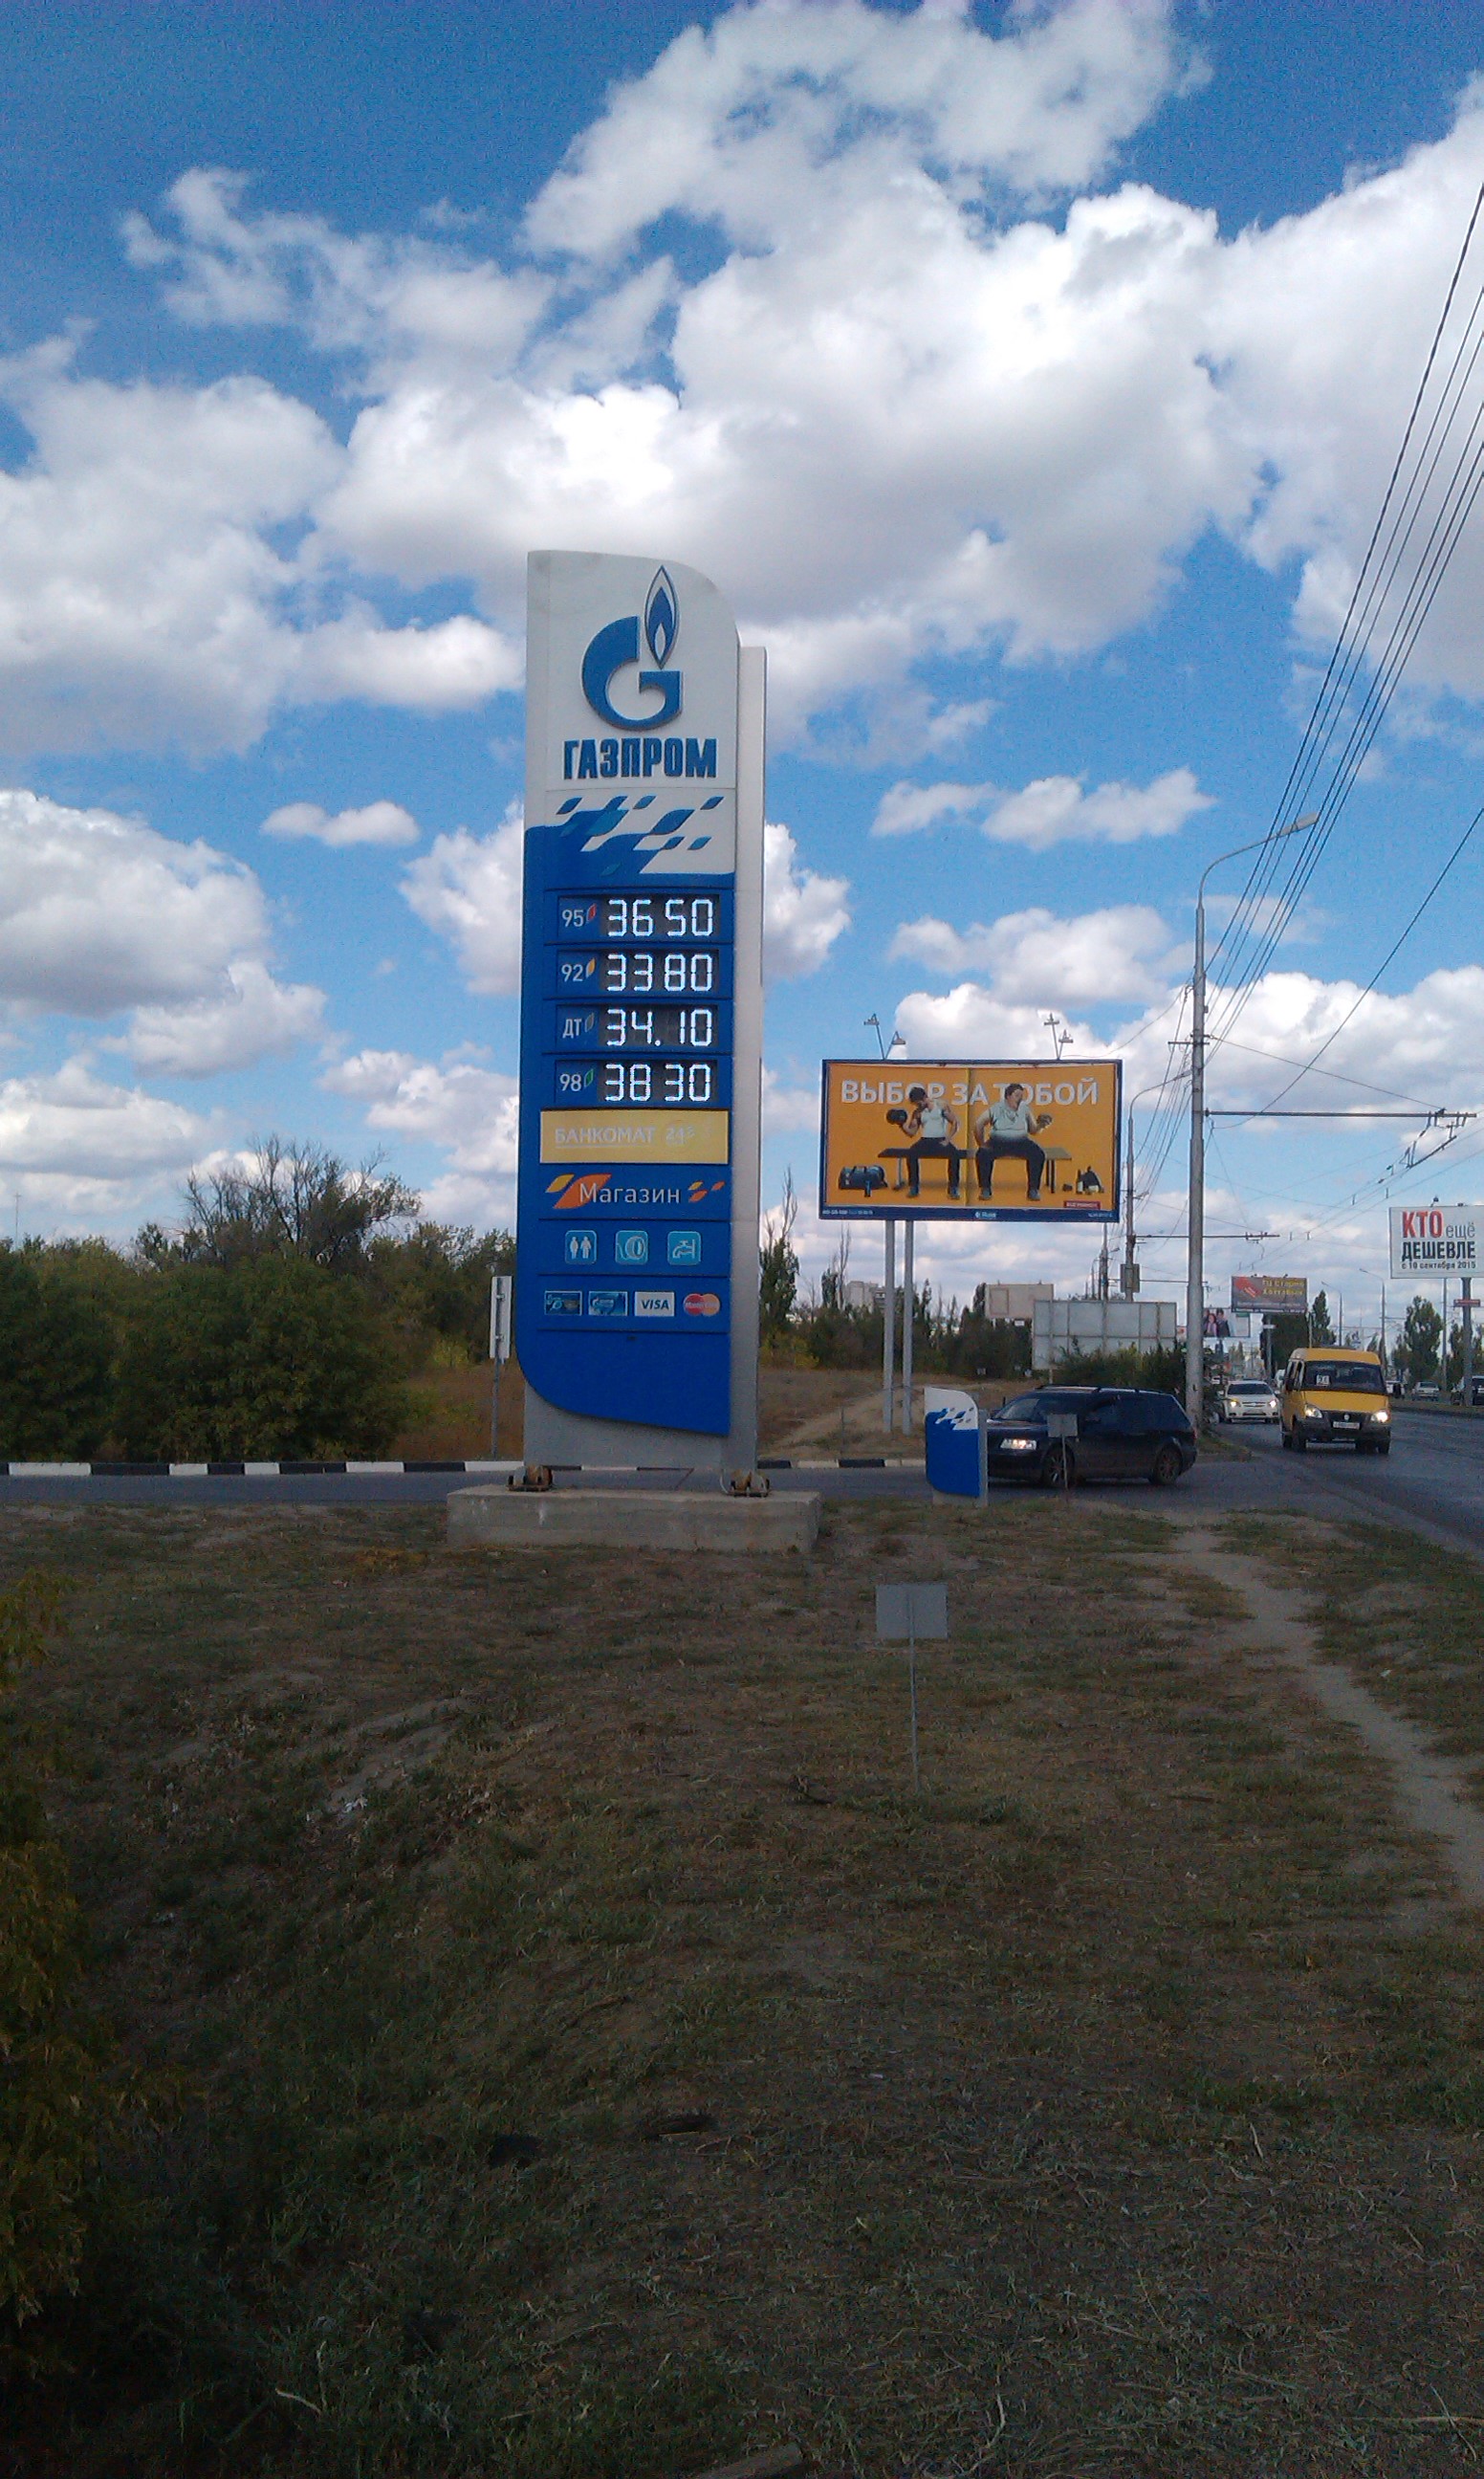 ГАЗПРОМ
95 36 50
92 33 80
ДТ 34.10
98 38 30
БАНКОМАТ 24
Магазин
VISA
MasterCard
ВЫБОР ЗА ТОБОЙ
КТО ещё
ДЕШЕВЛЕ
с 10 сентября 2015